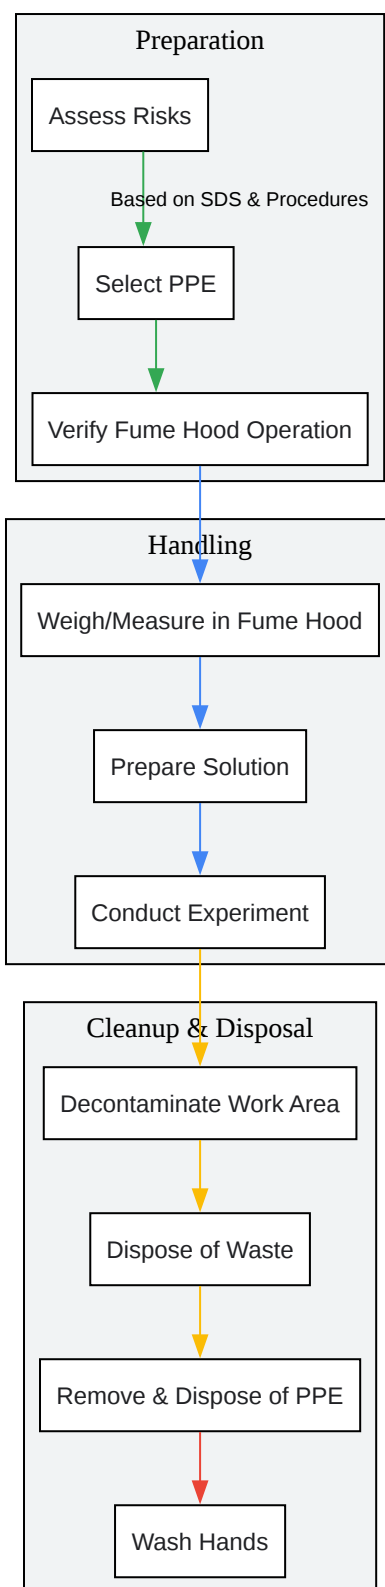 Preparation
Assess Risks
Based on SDS & Procedures
Select PPE
Verify Fume Hood Operation
Handling
Weigh/Measure in Fume Hood
Prepare Solution
Conduct Experiment
Cleanup & Disposal
Decontaminate Work Area
Dispose of Waste
Remove & Dispose of PPE
Wash Hands